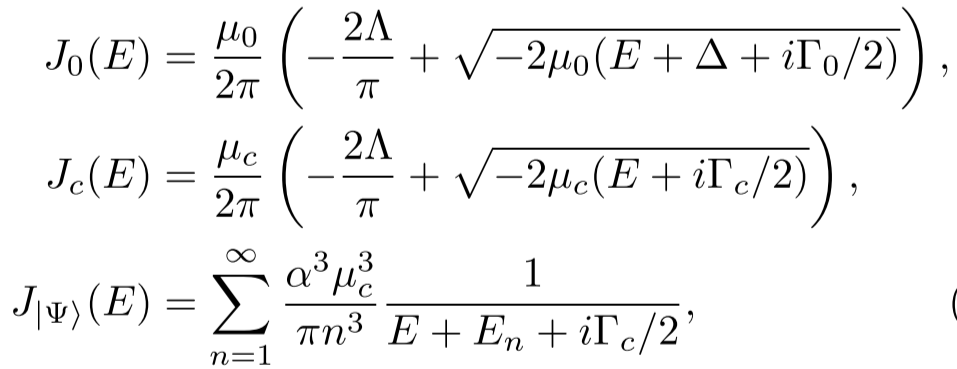 J_0(E) = \frac{\mu_0}{2\pi} \left( -\frac{2\Lambda}{\pi} + \sqrt{-2\mu_0(E + \Delta + i\Gamma_0/2)} \right),
J_c(E) = \frac{\mu_c}{2\pi} \left( -\frac{2\Lambda}{\pi} + \sqrt{-2\mu_c(E + i\Gamma_c/2)} \right),
J_{|\Psi\rangle}(E) = \sum_{n=1}^{\infty} \frac{\alpha^3 \mu_c^3}{\pi n^3} \frac{1}{E + E_n + i\Gamma_c/2}, (